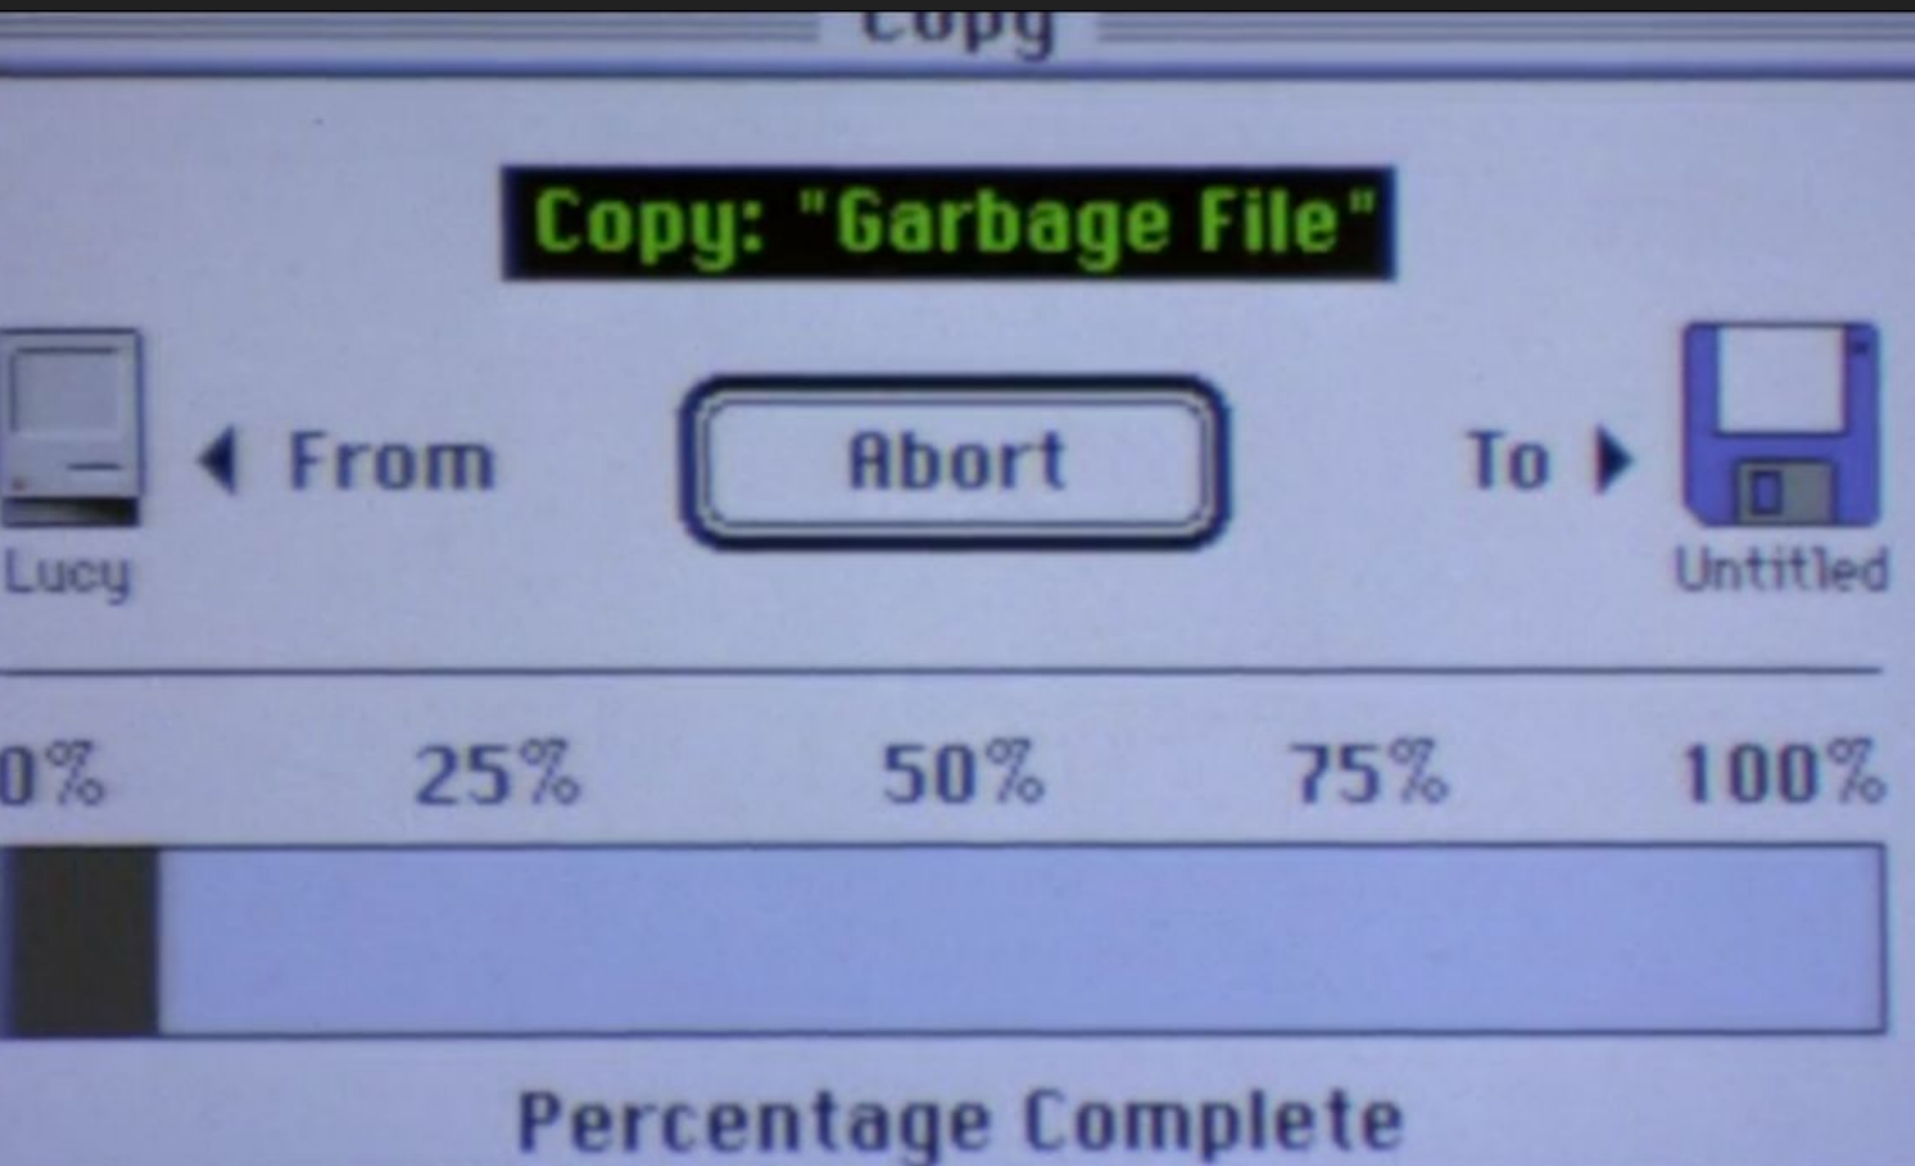 Copy
Copy: "Garbage File"
From
Abort
To
Lucy
Untitled
0% 25% 50% 75% 100%
Percentage Complete